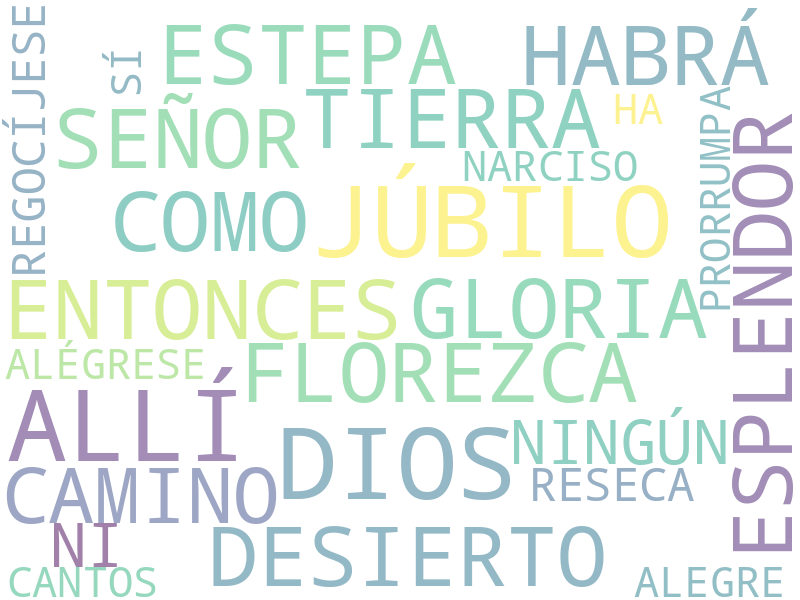 REGOCÍJESE
SÍ
ESTEPA
HABRÁ
SEÑOR
TIERRA
HA
NARCISO
PRORRUMPA
ESPLENDOR
COMO
JÚBILO
ENTONCES
GLORIA
ALÉGRESE
FLOREZCA
ALLÍ
DIOS
NINGÚN
CAMINO
RESECA
NI
DESIERTO
CANTOS
ALEGRE